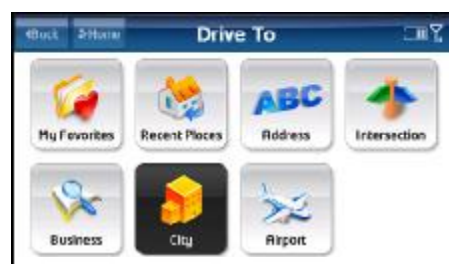 Back Home Drive To
My Favorites Recent Places ABC Address Intersection
Business City Airport